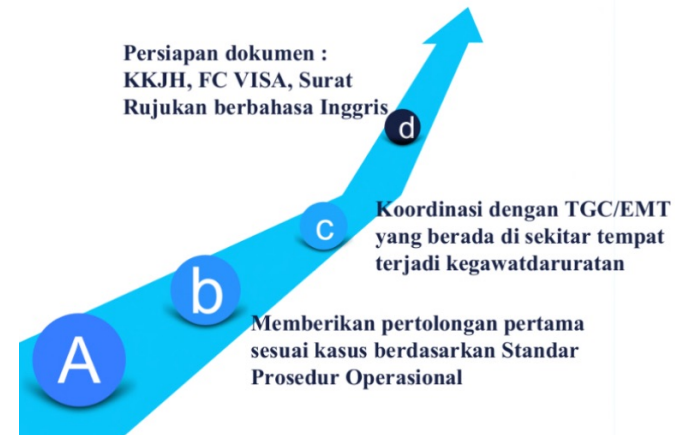 Persiapan dokumen :
KKJH, FC VISA, Surat
Rujukan berbahasa Inggris
d
Koordinasi dengan TGC/EMT
yang berada di sekitar tempat
terjadi kegawatdaruratan
c
b
Memberikan pertolongan pertama
sesuai kasus berdasarkan Standar
Prosedur Operasional
A